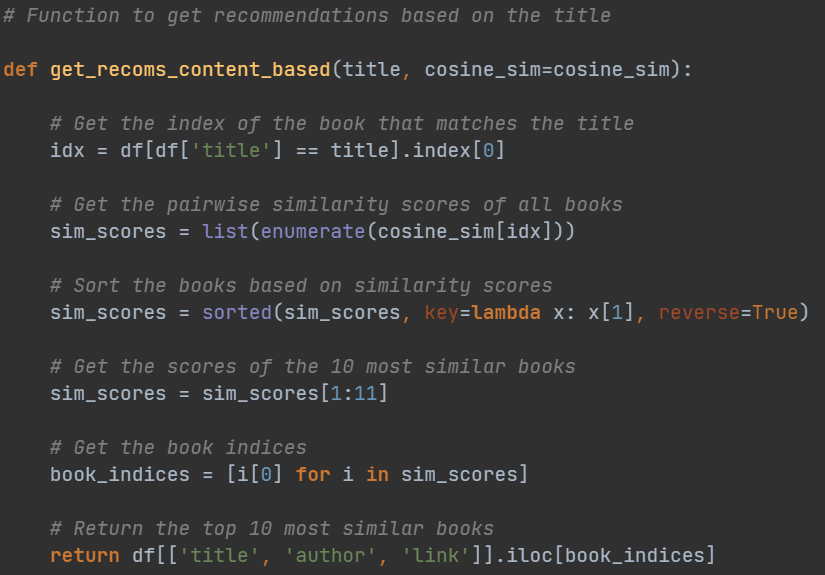 # Function to get recommendations based on the title
def get_recoms_content_based(title, cosine_sim=cosine_sim):
    # Get the index of the book that matches the title
    idx = df[df['title'] == title].index[0]
    # Get the pairwise similarity scores of all books
    sim_scores = list(enumerate(cosine_sim[idx]))
    # Sort the books based on similarity scores
    sim_scores = sorted(sim_scores, key=lambda x: x[1], reverse=True)
    # Get the scores of the 10 most similar books
    sim_scores = sim_scores[1:11]
    # Get the book indices
    book_indices = [i[0] for i in sim_scores]
    # Return the top 10 most similar books
    return df[['title', 'author', 'link']].iloc[book_indices]